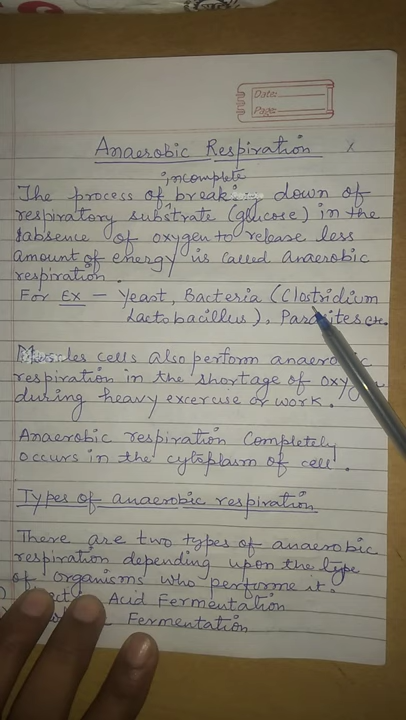 Date:
Page:
Anaerobic Respiration x
incomplete
The process of breaking down of
respiratory substrate (glucose) in the
absence of oxygen to release less
amount of energy is called anaerobic
respiration.
For Ex - Yeast, Bacteria (Clostridium
Lactobacillus), Parasites etc.
Muscles cells also perform anaerobic
respiration in the shortage of oxyge
during heavy excercise or work.
Anaerobic respiration Completely
occurs in the cytoplasm of cell.
Types of anaerobic respiration
There are two types of anaerobic
respiration depending upon the type
of organisms who performe it.
Acid Fermentation
Fermentation